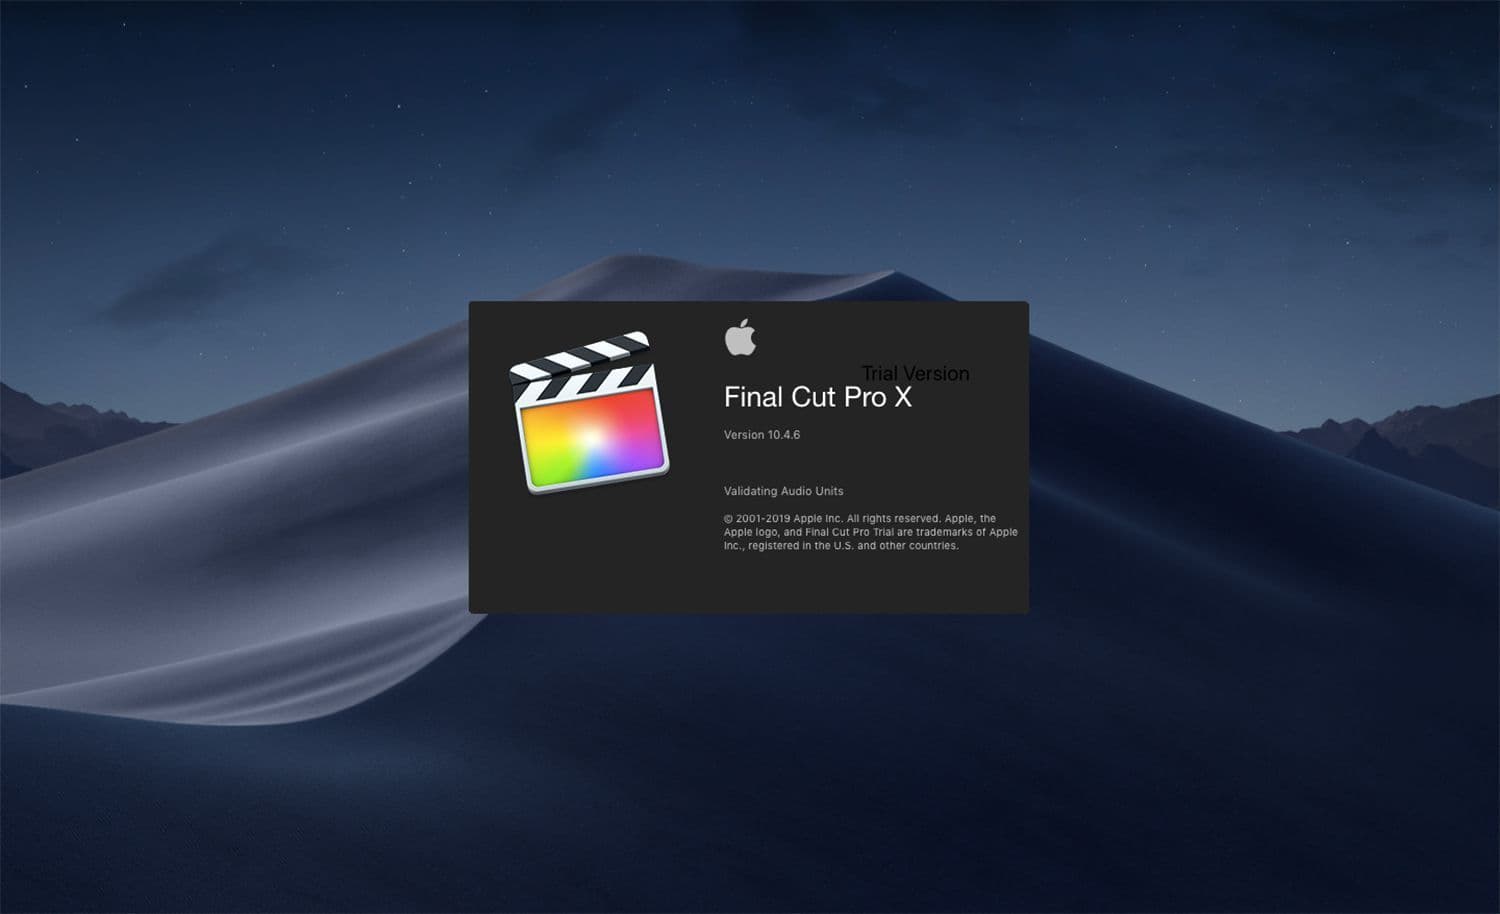 Trial Version
Final Cut Pro X
Version 10.4.6
Validating Audio Units
© 2001-2019 Apple Inc. All rights reserved. Apple, the
Apple logo, and Final Cut Pro Trial are trademarks of Apple
Inc., registered in the U.S. and other countries.